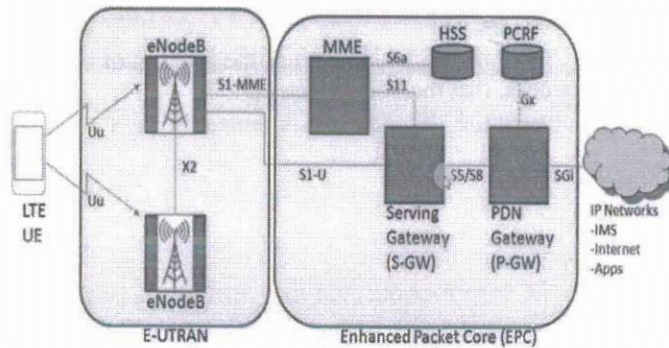 eNodeB
MME
HSS
PCRF
S6a
S1-MME
S11
Uu
Gx
X2
S1-U
S5/S8
SGi
Uu
LTE
UE
Serving
Gateway
(S-GW)
PDN
Gateway
(P-GW)
IP Networks
-IMS
-Internet
-Apps
eNodeB
E-UTRAN
Enhanced Packet Core (EPC)